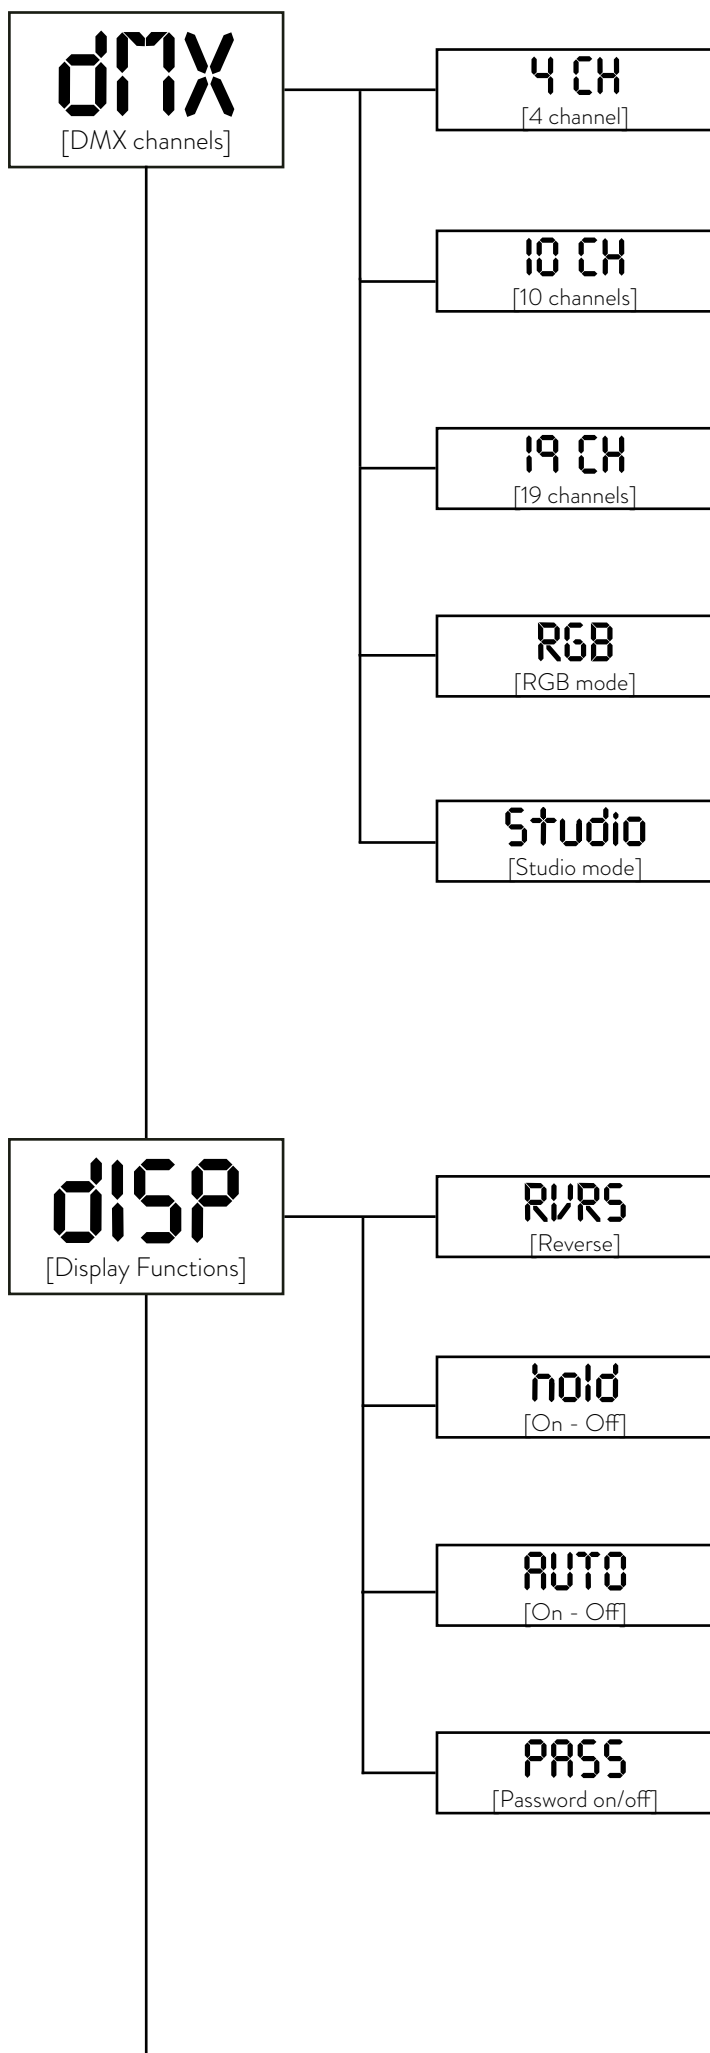 dMX
[DMX channels]
4 CH
[4 channel]
10 CH
[10 channels]
19 CH
[19 channels]
RGB
[RGB mode]
Studio
[Studio mode]
dISP
[Display Functions]
RVRS
[Reverse]
hold
[On - Off]
AUTO
[On - Off]
PASS
[Password on/off]